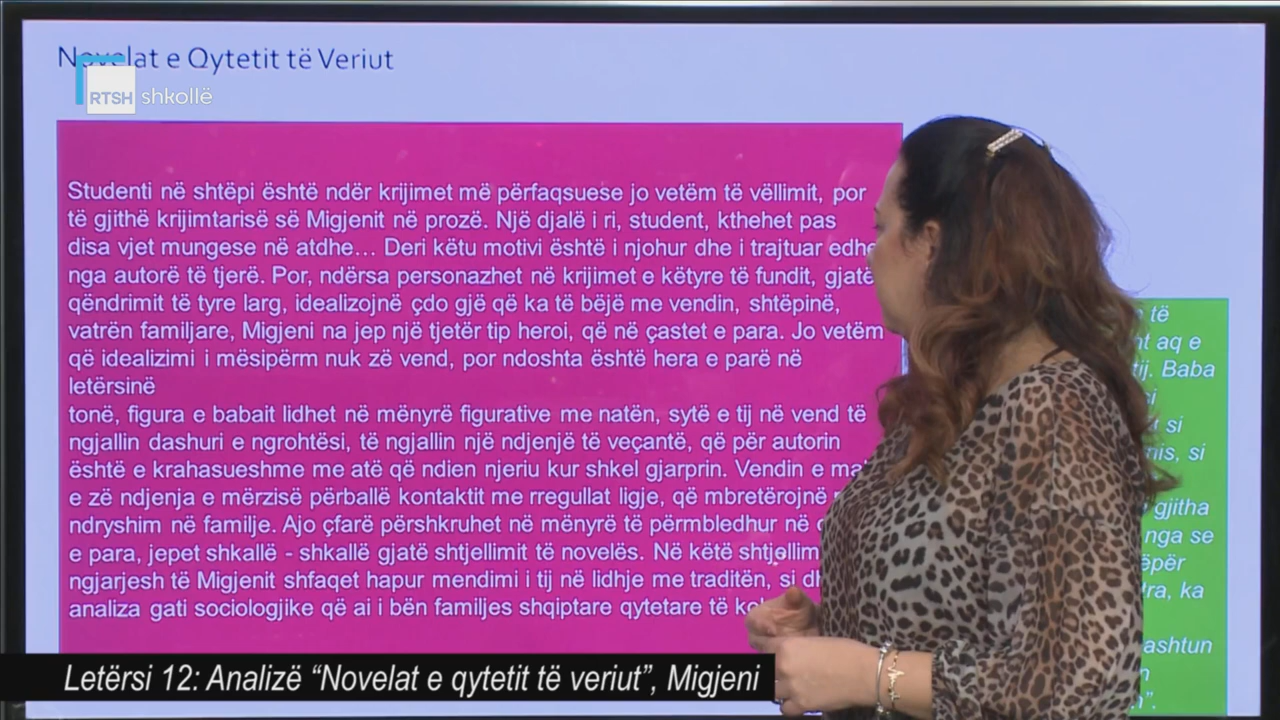 Novelat e Qytetit të Veriut
RTSH shkollë
Studenti në shtëpi është ndër krijimet më përfaqsuese jo vetëm të vëllimit, por
të gjithë krijimtarisë së Migjenit në prozë. Një djalë i ri, student, kthehet pas
disa vjet mungese në atdhe... Deri këtu motivi është i njohur dhe i trajtuar edhe
nga autorë të tjerë. Por, ndërsa personazhet në krijimet e këtyre të fundit, gjatë
qëndrimit të tyre larg, idealizojnë çdo gjë që ka të bëjë me vendin, shtëpinë,
vatrën familjare, Migjeni na jep një tjetër tip heroi, që në çastet e para. Jo vetëm
që idealizimi i mësipërm nuk zë vend, por ndoshta është hera e parë në
letërsinë
tonë, figura e babait lidhet në mënyrë figurative me natën, sytë e tij në vend të
ngjallin dashuri e ngrohtësi, të ngjallin një ndjenjë të veçantë, që për autorin
është e krahasueshme me atë që ndien njeriu kur shkel gjarprin. Vendin e
e zë ndjenja e mërzisë përballë kontaktit me rregullat ligje, që mbretërojnë
ndryshim në familje. Ajo çfarë përshkruhet në mënyrë të përmbledhur në
e para, jepet shkallë - shkallë gjatë shtjellimit të novelës. Në këtë shtjellim
ngjarjesh të Migjenit shfaqet hapur mendimi i tij në lidhje me traditën, si
analiza gati sociologjike që ai i bën familjes shqiptare qytetare të
të
aq e
tij. Baba
si
si
gjitha
nga se
ka
Letërsi 12: Analizë “Novelat e qytetit të veriut”, Migjeni